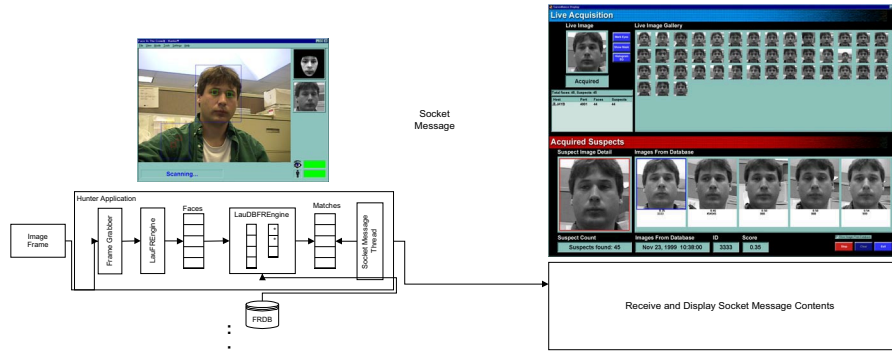 Live Acquisition
Live Image
Live Image Gallery
Acquired
Socket
Message
Acquired Suspects
Suspect Image Detail
Images From Database
Scanning...
Suspect Count
Images From Database
ID
Score
Suspects found: 45
Nov 23, 1999 10:38:00
3333
0.35
Hunter Application
Image
Frame
Frame Grabber
LauFREngine
Faces
LauDBFREngine
Matches
Socket Message
Thread
FRDB
Receive and Display Socket Message Contents